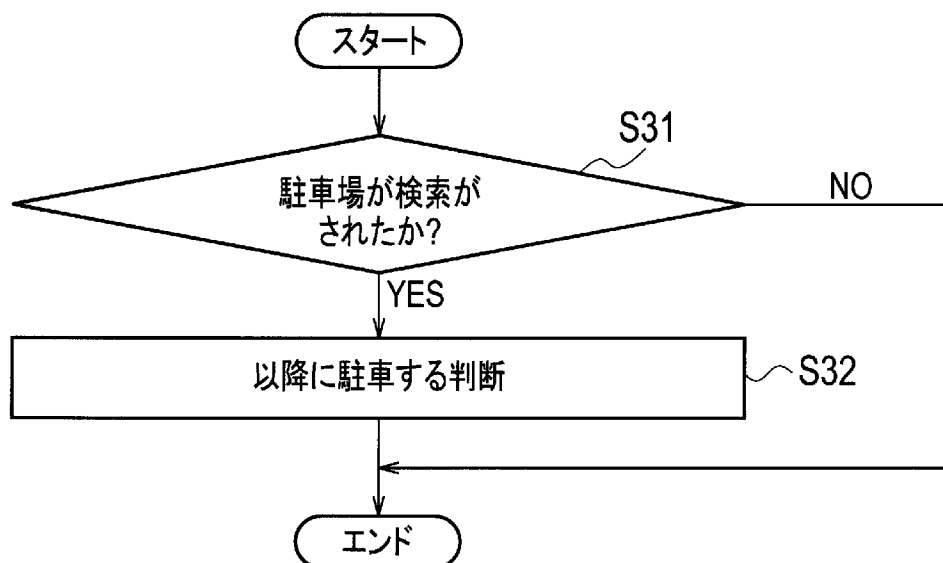 スタート
S31
駐車場が検索が
されたか?
NO
YES
以降に駐車する判断
S32
エンド